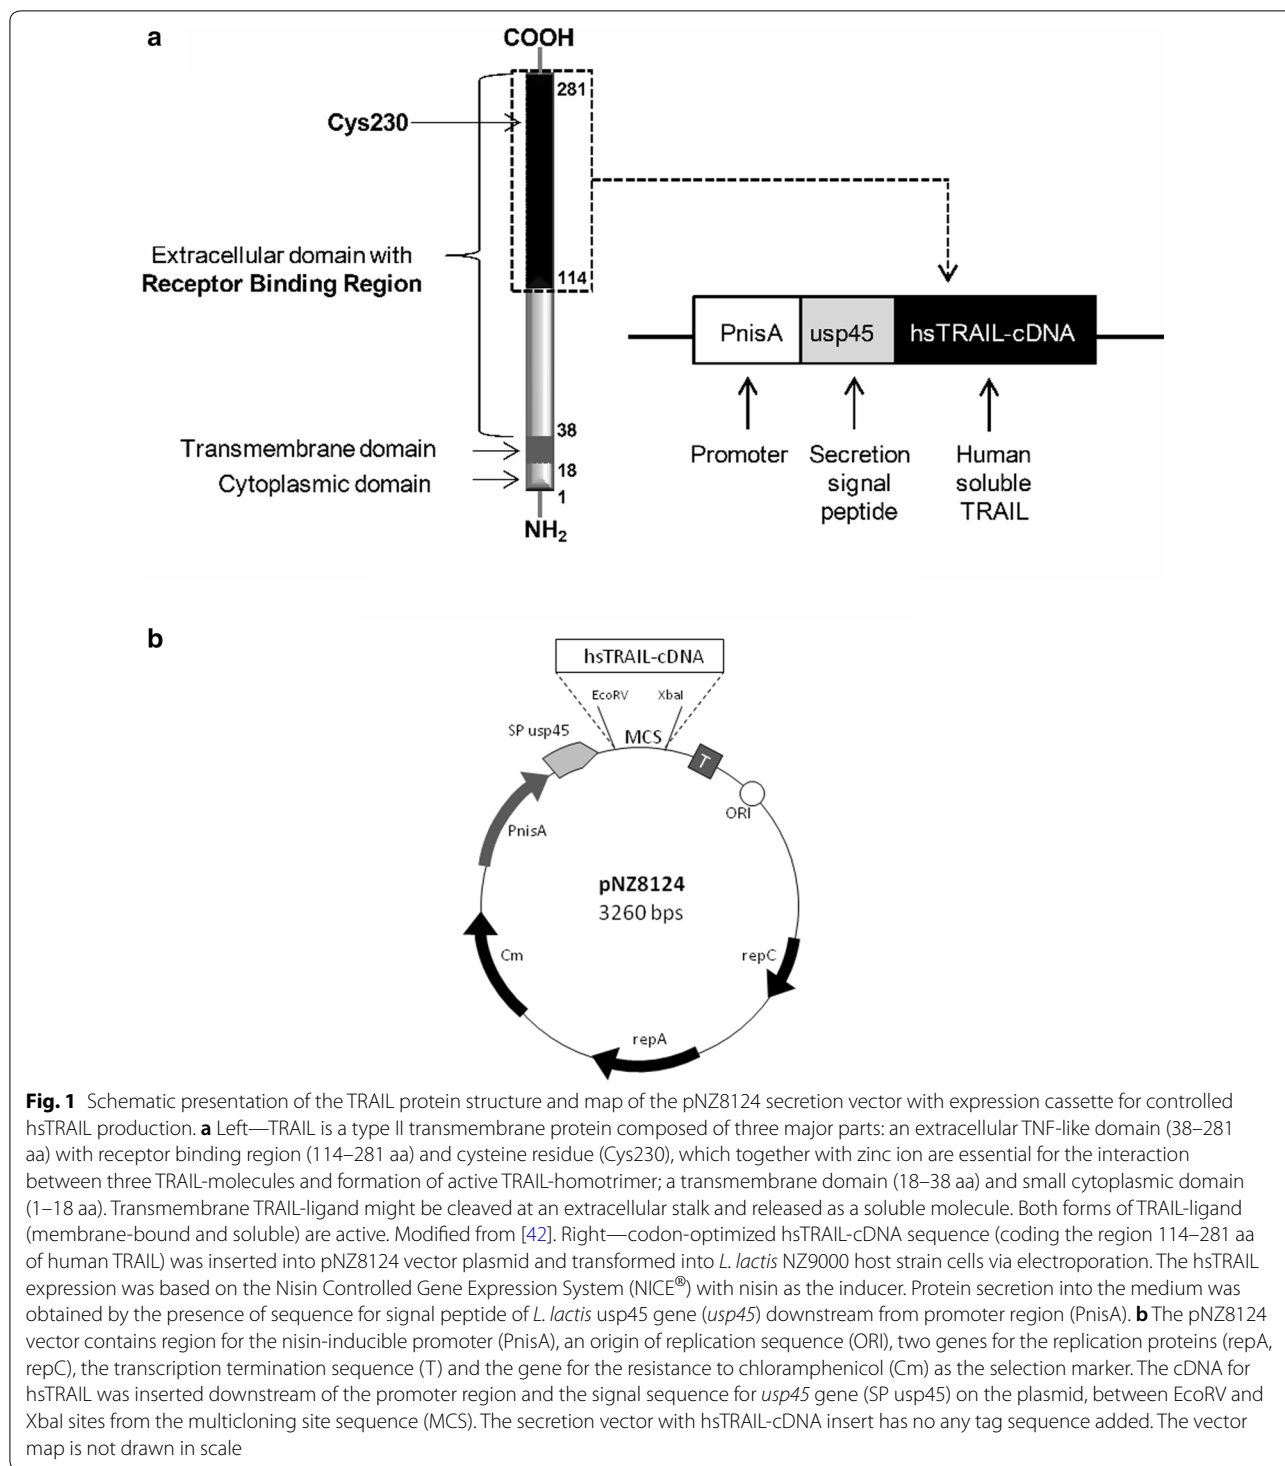 a
COOH
281
Cys230
Extracellular domain with
Receptor Binding Region
114
PnisA
usp45
hsTRAIL-cDNA
38
Transmembrane domain
18
Cytoplasmic domain
1
NH2
Promoter
Secretion
signal
peptide
Human
soluble
TRAIL
b
hsTRAIL-cDNA
EcoRV
XbaI
SP usp45
MCS
T
ORI
PnisA
pNZ8124
3260 bps
Cm
repC
repA
Fig. 1 Schematic presentation of the TRAIL protein structure and map of the pNZ8124 secretion vector with expression cassette for controlled
hsTRAIL production. a Left—TRAIL is a type II transmembrane protein composed of three major parts: an extracellular TNF-like domain (38–281
aa) with receptor binding region (114–281 aa) and cysteine residue (Cys230), which together with zinc ion are essential for the interaction
between three TRAIL-molecules and formation of active TRAIL-homotrimer; a transmembrane domain (18–38 aa) and small cytoplasmic domain
(1–18 aa). Transmembrane TRAIL-ligand might be cleaved at an extracellular stalk and released as a soluble molecule. Both forms of TRAIL-ligand
(membrane-bound and soluble) are active. Modified from [42]. Right—codon-optimized hsTRAIL-cDNA sequence (coding the region 114–281 aa
of human TRAIL) was inserted into pNZ8124 vector plasmid and transformed into L. lactis NZ9000 host strain cells via electroporation. The hsTRAIL
expression was based on the Nisin Controlled Gene Expression System (NICE®) with nisin as the inducer. Protein secretion into the medium was
obtained by the presence of sequence for signal peptide of L. lactis usp45 gene (usp45) downstream from promoter region (PnisA). b The pNZ8124
vector contains region for the nisin-inducible promoter (PnisA), an origin of replication sequence (ORI), two genes for the replication proteins (repA,
repC), the transcription termination sequence (T) and the gene for the resistance to chloramphenicol (Cm) as the selection marker. The cDNA for
hsTRAIL was inserted downstream of the promoter region and the signal sequence for usp45 gene (SP usp45) on the plasmid, between EcoRV and
XbaI sites from the multicloning site sequence (MCS). The secretion vector with hsTRAIL-cDNA insert has no any tag sequence added. The vector
map is not drawn in scale